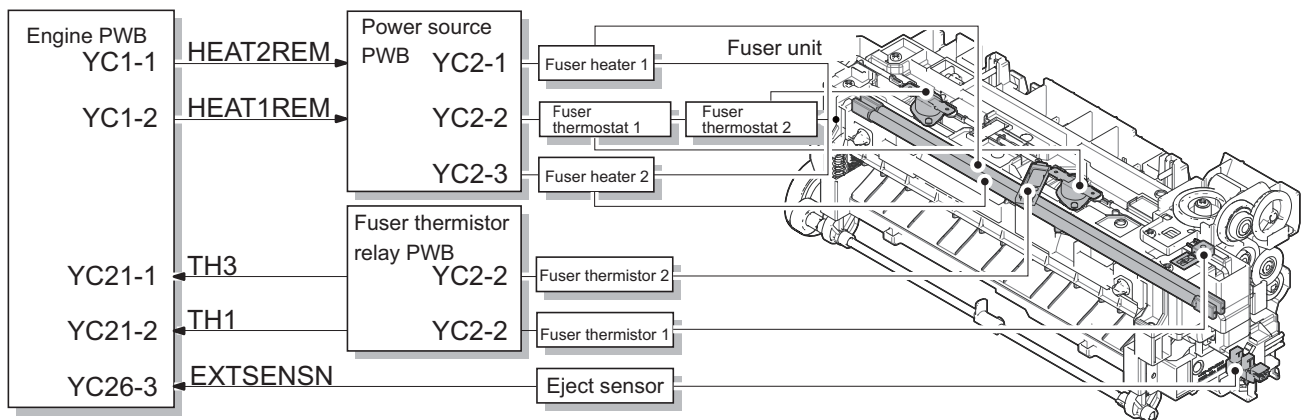 Engine PWB
YC1-1
YC1-2
YC21-1
YC21-2
YC26-3
HEAT2REM
HEAT1REM
TH3
TH1
EXTSENSN
Power source
PWB
YC2-1
YC2-2
YC2-3
Fuser thermistor
relay PWB
YC2-2
YC2-2
Fuser heater 1
Fuser
thermostat 1
Fuser
thermostat 2
Fuser heater 2
Fuser thermistor 2
Fuser thermistor 1
Eject sensor
Fuser unit